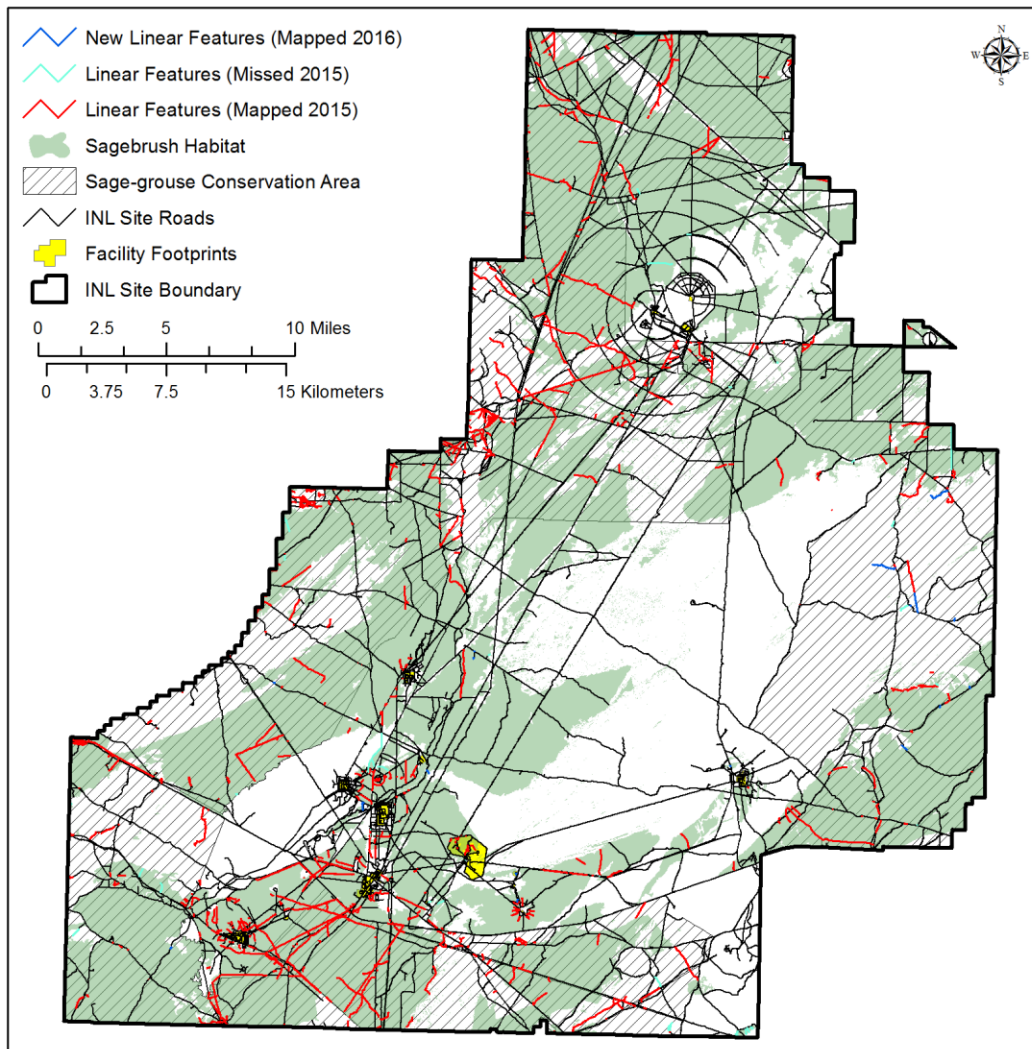 New Linear Features (Mapped 2016)
Linear Features (Missed 2015)
Linear Features (Mapped 2015)
Sagebrush Habitat
Sage-grouse Conservation Area
INL Site Roads
Facility Footprints
INL Site Boundary
0 2.5 5 10 Miles
0 3.75 7.5 15 Kilometers
N
W E
S